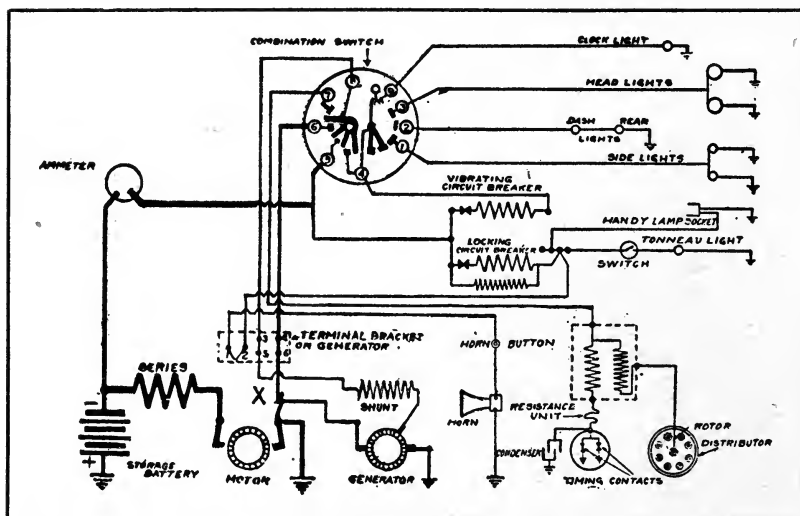 COMBINATION SWITCH
CLOCK LIGHT
HEAD LIGHTS
DASH
LIGHTS
REAR
SIDE LIGHTS
AMMETER
VIBRATING
CIRCUIT BREAKER
HANDY LAMP SOCKET
LOCKING
CIRCUIT BREAKER
TONNEAU LIGHT
SWITCH
TERMINAL BRACKET
ON GENERATOR
HORN BUTTON
SERIES
X
SHUNT
HORN
RESISTANCE
UNIT
ROTOR
DISTRIBUTOR
CONDENSER
STORAGE
BATTERY
MOTOR
GENERATOR
TIMING CONTACTS